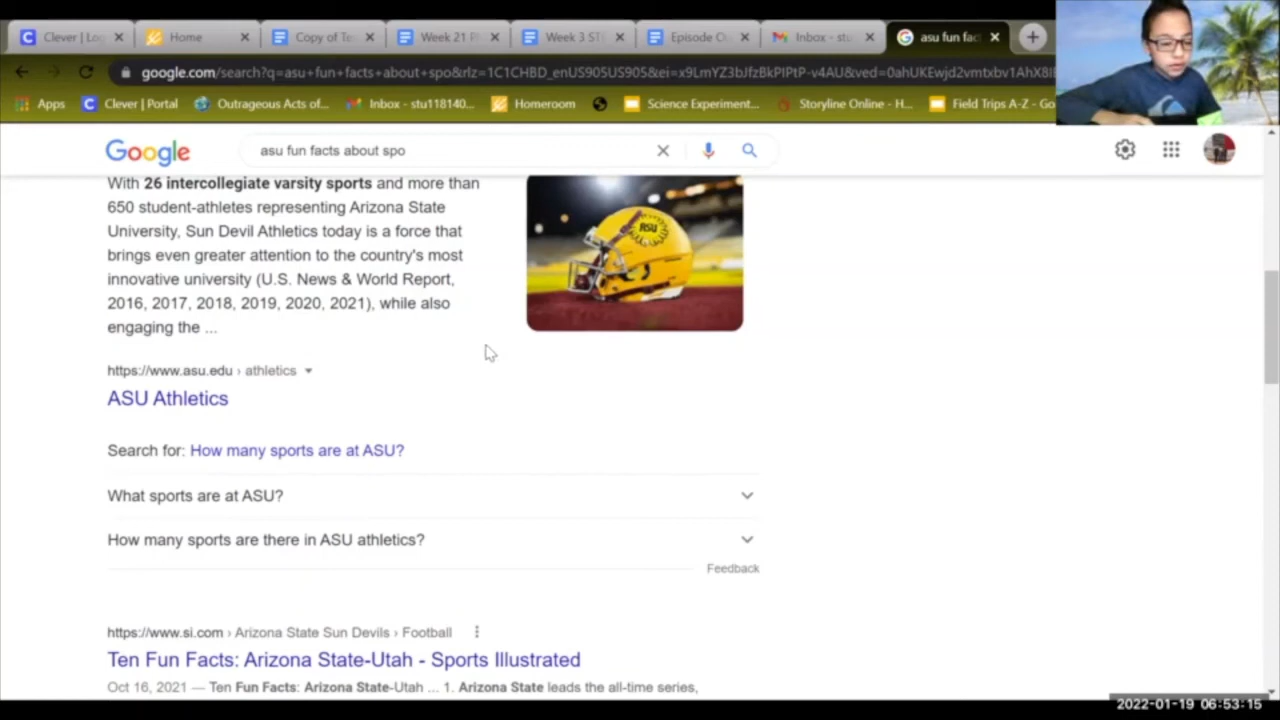 Clever | Lo
Home
Copy of Te
Week 21 F
Week 3 ST
Episode C
Inbox - stu
asu fun fac
google.com/search?q=asu+fun+facts+about+spo&rlz=1C1CHBD_enUS905US905&ei=x9LmYZ3bJfzBkPIPtP-v4AU&ved=0ahUKEwjd2vmtxbv1AhX8I
Apps
Clever | Portal
Outrageous Acts of...
Inbox - stu118140...
Homeroom
Science Experiment...
Storyline Online - H...
Field Trips A-Z - Go
Google
asu fun facts about spo
With 26 intercollegiate varsity sports and more than
650 student-athletes representing Arizona State
University, Sun Devil Athletics today is a force that
brings even greater attention to the country's most
innovative university (U.S. News & World Report,
2016, 2017, 2018, 2019, 2020, 2021), while also
engaging the ...
ASU
https://www.asu.edu › athletics
ASU Athletics
Search for: How many sports are at ASU?
What sports are at ASU?
How many sports are there in ASU athletics?
Feedback
https://www.si.com › Arizona State Sun Devils › Football
Ten Fun Facts: Arizona State-Utah - Sports Illustrated
Oct 16, 2021 — Ten Fun Facts: Arizona State-Utah ... 1. Arizona State leads the all-time series,
2022-01-19 06:53:15